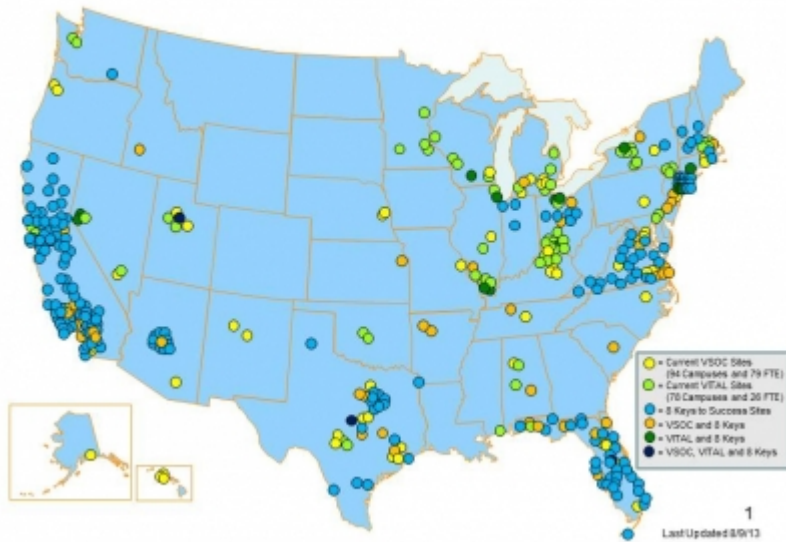 = Current VSOC Sites
(94 Campuses and 79 FTE)
= Current VITAL Sites
(78 Campuses and 26 FTE)
= 8 Keys to Success Sites
= VSOC and 8 Keys
= VITAL and 8 Keys
= VSOC, VITAL and 8 Keys
1
Last Updated 8/9/13